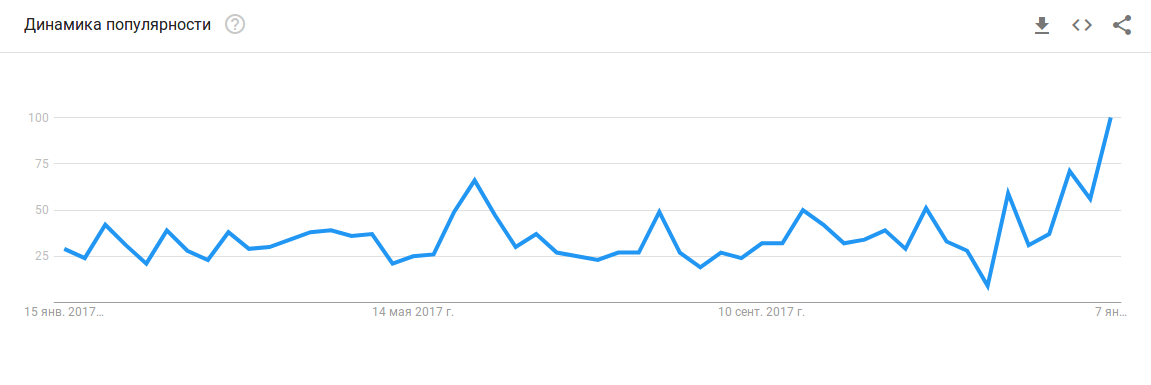 Динамика популярности ?
100
75
50
25
15 янв. 2017…
14 мая 2017 г.
10 сент. 2017 г.
7 ян…